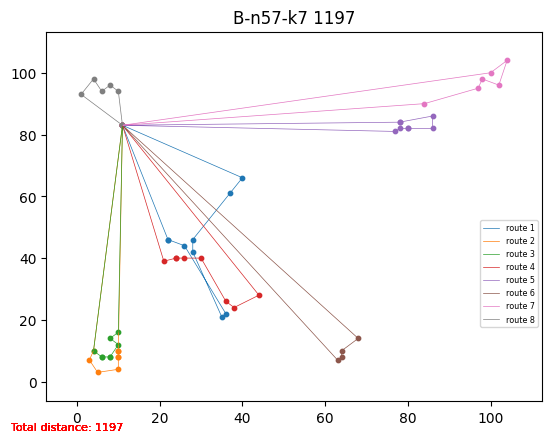 B-n57-k7 1197
100
80
60
40
20
0
route 1
route 2
route 3
route 4
route 5
route 6
route 7
route 8
0 20 40 60 80 100
Total distance: 1197